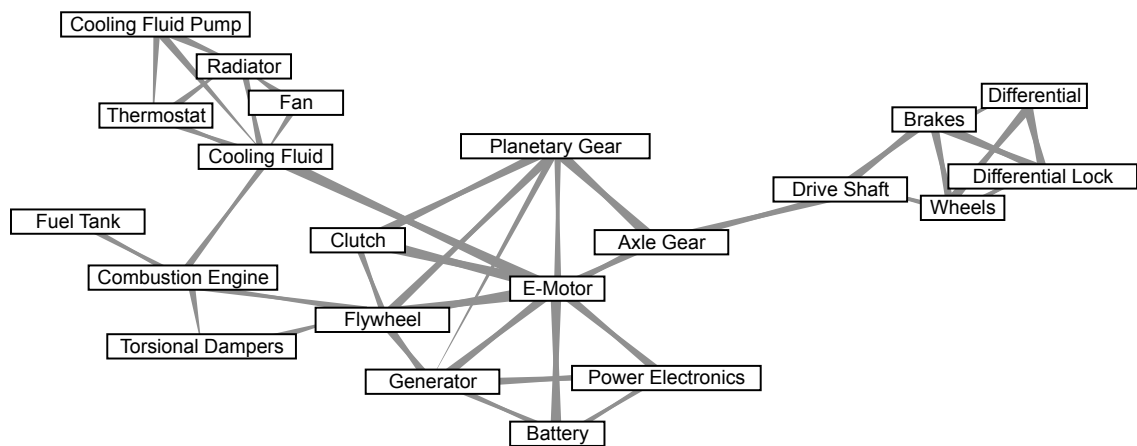 Cooling Fluid Pump
Radiator
Fan
Thermostat
Cooling Fluid
Differential
Brakes
Planetary Gear
Differential Lock
Drive Shaft
Wheels
Fuel Tank
Clutch
Axle Gear
Combustion Engine
E-Motor
Flywheel
Torsional Dampers
Generator
Power Electronics
Battery